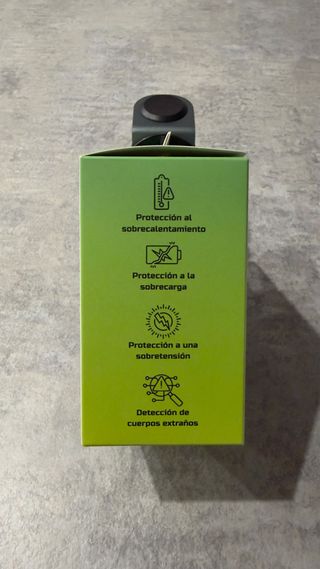 Protección al
sobrecalentamiento
Protección a la
sobrecarga
Protección a una
sobretensión
Detección de
cuerpos extraños